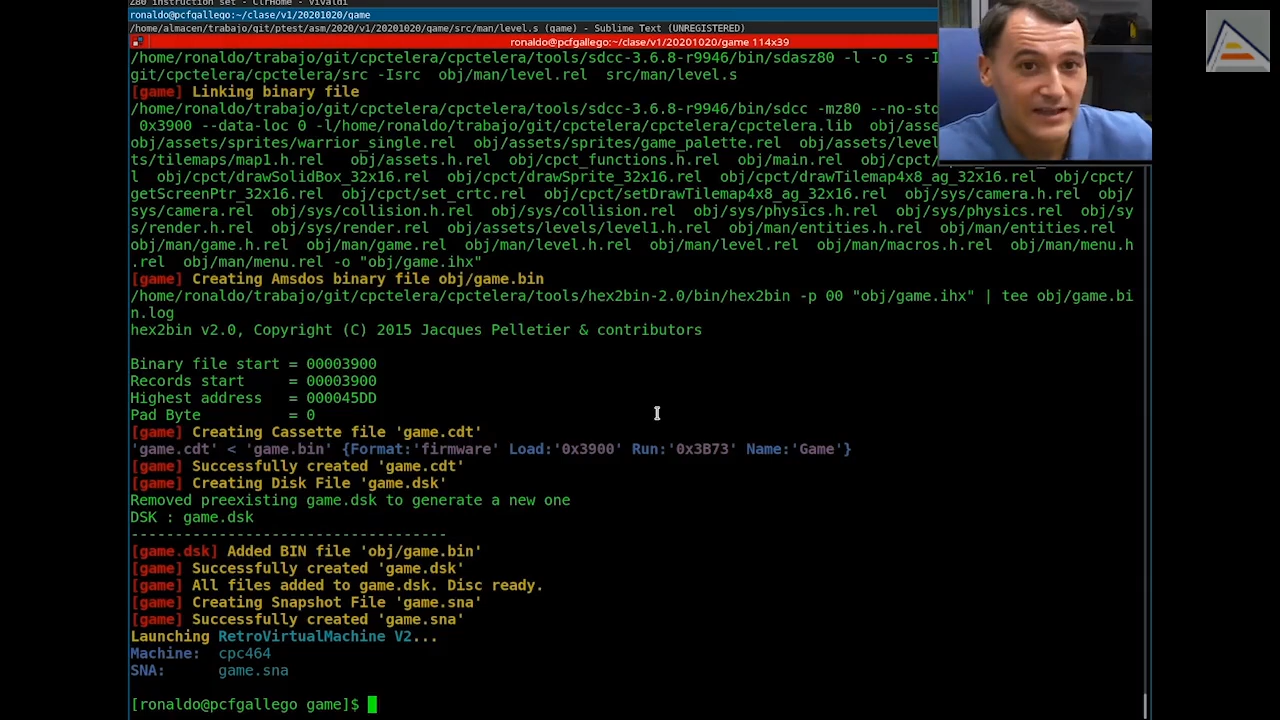 Z80 instruction set - ClrHome - Vivaldi
ronaldo@pcfgallego:~/clase/v1/20201020/game
/home/almacen/trabajo/git/ptest/asm/2020/v1/20201020/game/src/man/level.s (game) - Sublime Text (UNREGISTERED)
ronaldo@pcfgallego:~/clase/v1/20201020/game 114x39
/home/ronaldo/trabajo/git/cpctelera/cpctelera/tools/sdcc-3.6.8-r9946/bin/sdasz80 -l -o -s -I
git/cpctelera/cpctelera/src -Isrc  obj/man/level.rel  src/man/level.s
[game] Linking binary file
/home/ronaldo/trabajo/git/cpctelera/cpctelera/tools/sdcc-3.6.8-r9946/bin/sdcc -mz80 --no-std
0x3900 --data-loc 0 -l/home/ronaldo/trabajo/git/cpctelera/cpctelera/cpctelera.lib  obj/asse
obj/assets/sprites/warrior_single.rel  obj/assets/sprites/game_palette.rel  obj/assets/level
ts/tilemaps/map1.h.rel   obj/assets.h.rel  obj/cpct_functions.h.rel  obj/main.rel  obj/cpct/
l  obj/cpct/drawSolidBox_32x16.rel  obj/cpct/drawSprite_32x16.rel  obj/cpct/drawTilemap4x8_ag_32x16.rel  obj/cpct/
getScreenPtr_32x16.rel  obj/cpct/set_crtc.rel  obj/cpct/setDrawTilemap4x8_ag_32x16.rel  obj/sys/camera.h.rel  obj/
sys/camera.rel  obj/sys/collision.h.rel  obj/sys/collision.rel  obj/sys/physics.h.rel  obj/sys/physics.rel  obj/sy
s/render.h.rel  obj/sys/render.rel  obj/assets/levels/level1.h.rel  obj/man/entities.h.rel  obj/man/entities.rel
obj/man/game.h.rel  obj/man/game.rel  obj/man/level.h.rel  obj/man/level.rel  obj/man/macros.h.rel  obj/man/menu.h
.rel  obj/man/menu.rel -o "obj/game.ihx"
[game] Creating Amsdos binary file obj/game.bin
/home/ronaldo/trabajo/git/cpctelera/cpctelera/tools/hex2bin-2.0/bin/hex2bin -p 00 "obj/game.ihx" | tee obj/game.bi
n.log
hex2bin v2.0, Copyright (C) 2015 Jacques Pelletier & contributors
Binary file start = 00003900
Records start     = 00003900
Highest address   = 000045DD
Pad Byte          = 0
[game] Creating Cassette file 'game.cdt'
'game.cdt' < 'game.bin' {Format:'firmware' Load:'0x3900' Run:'0x3B73' Name:'Game'}
[game] Successfully created 'game.cdt'
[game] Creating Disk File 'game.dsk'
Removed preexisting game.dsk to generate a new one
DSK : game.dsk
------------------------------------
[game.dsk] Added BIN file 'obj/game.bin'
[game] Successfully created 'game.dsk'
[game] All files added to game.dsk. Disc ready.
[game] Creating Snapshot File 'game.sna'
[game] Successfully created 'game.sna'
Launching RetroVirtualMachine V2...
Machine:  cpc464
SNA:      game.sna
[ronaldo@pcfgallego game]$